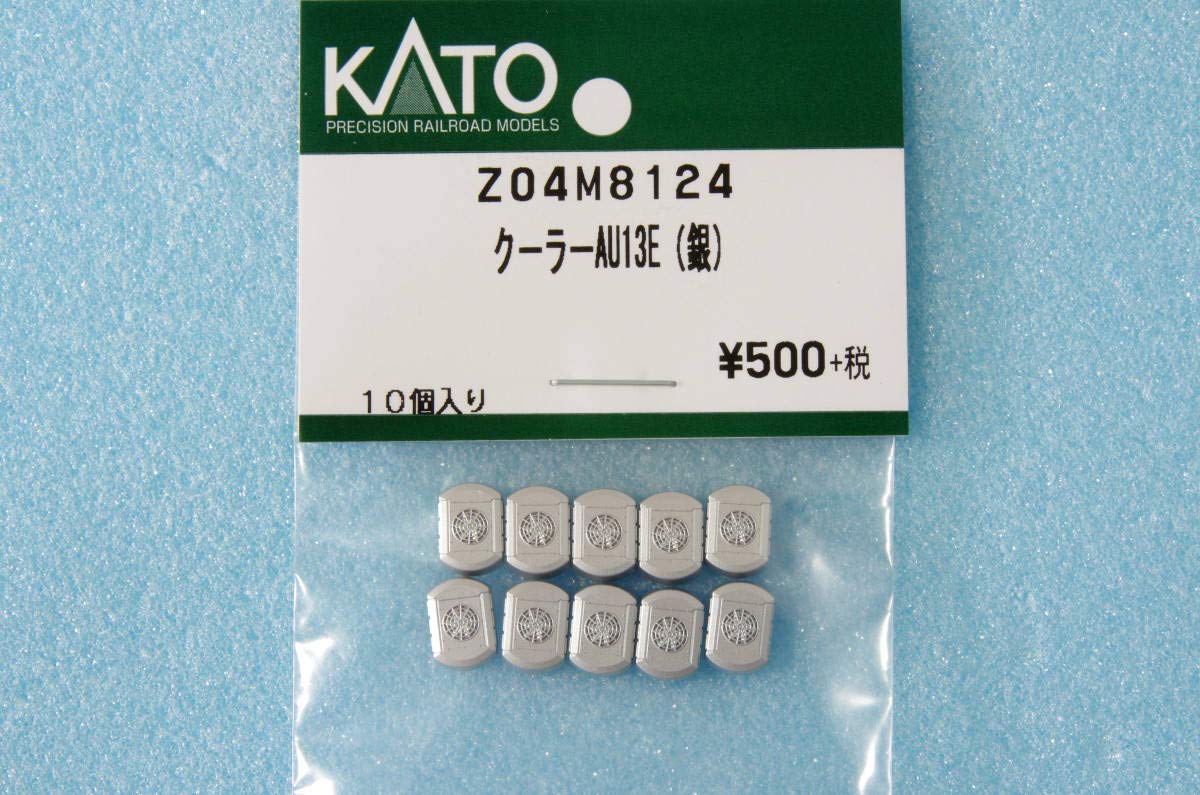 KATO
PRECISION RAILROAD MODELS
Z04M8124
クーラーAU13E(銀)
¥500+税
10個入り